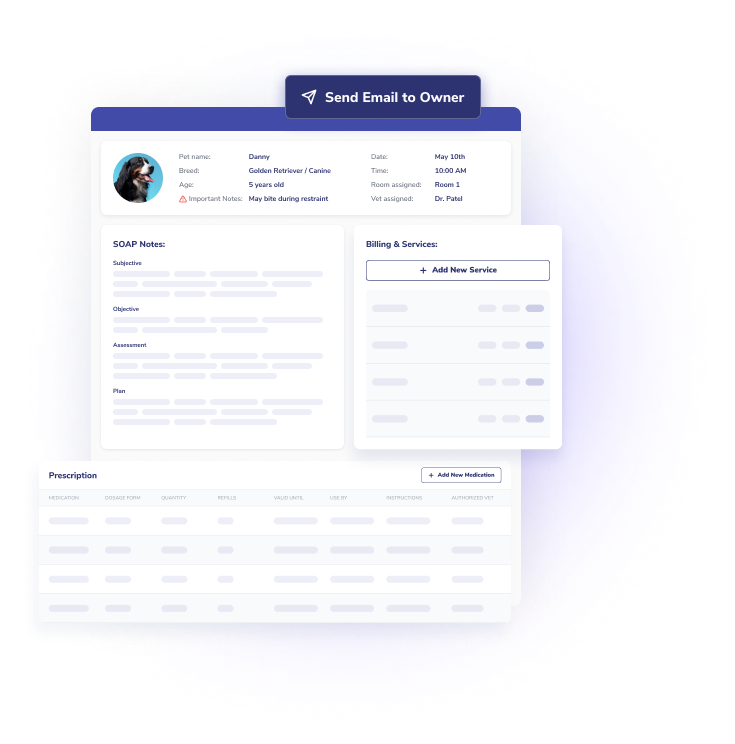 Send Email to Owner
Pet name: Danny
Date: May 10th
Breed: Golden Retriever / Canine
Time: 10:00 AM
Age: 5 years old
Room assigned: Room 1
Important Notes: May bite during restraint
Vet assigned: Dr. Patel
SOAP Notes:
Subjective
Objective
Assessment
Plan
Billing & Services:
+ Add New Service
Prescription
+ Add New Medication
MEDICATION DOSAGE FORM QUANTITY REFILLS VALID UNTIL USE BY INSTRUCTIONS AUTHORIZED VET